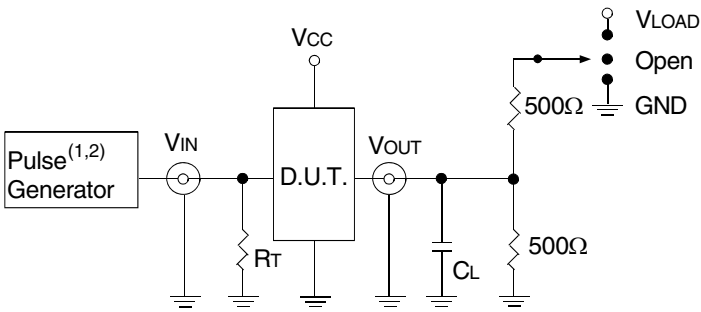 VLOAD
VCC
Open
500Ω
GND
Pulse(1,2)
Generator
VIN
D.U.T.
VOUT
RT
CL
500Ω